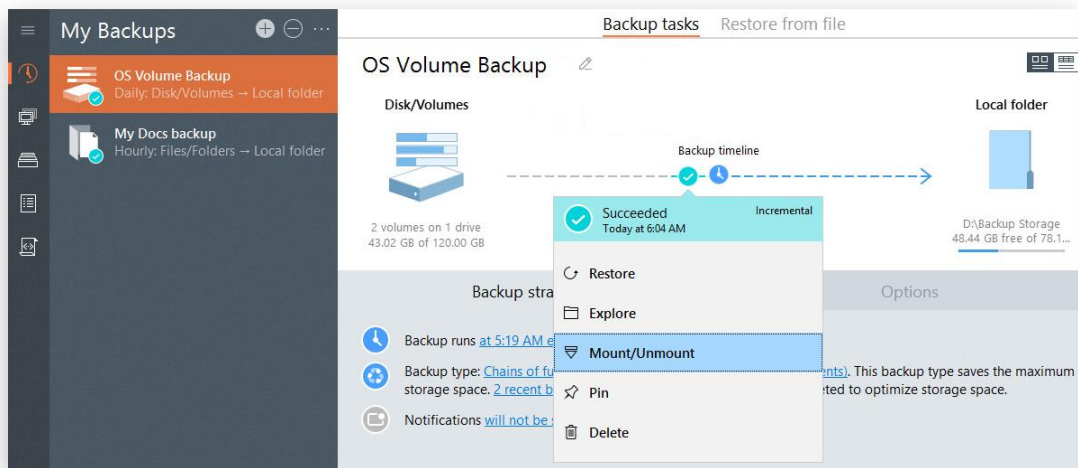 My Backups
OS Volume Backup
Daily: Disk/Volumes → Local folder
My Docs backup
Hourly: Files/Folders → Local folder
Backup tasks
Restore from file
OS Volume Backup
Disk/Volumes
Local folder
Backup timeline
2 volumes on 1 drive
43.02 GB of 120.00 GB
D:\Backup Storage
48.44 GB free of 78.1...
Succeeded
Incremental
Today at 6:04 AM
Restore
Explore
Mount/Unmount
Pin
Delete
Backup stra
Options
Backup runs at 5:19 AM e
Backup type: Chains of fu
ents). This backup type saves the maximum
storage space. 2 recent b
ted to optimize storage space.
Notifications will not be